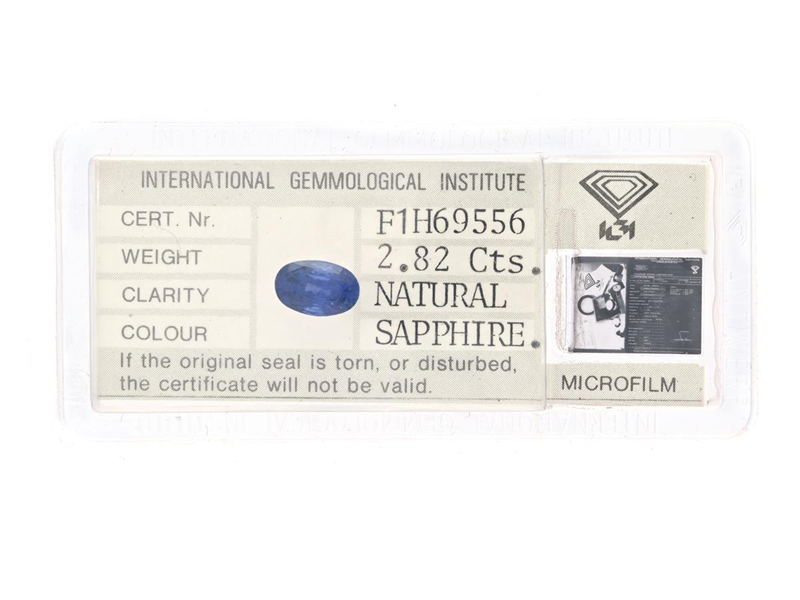 INTERNATIONAL GEMMOLOGICAL INSTITUTE
CERT. Nr. F1H69556
WEIGHT 2.82 Cts.
CLARITY NATURAL
COLOUR SAPPHIRE.
If the original seal is torn, or disturbed,
the certificate will not be valid.
IGI
MICROFILM